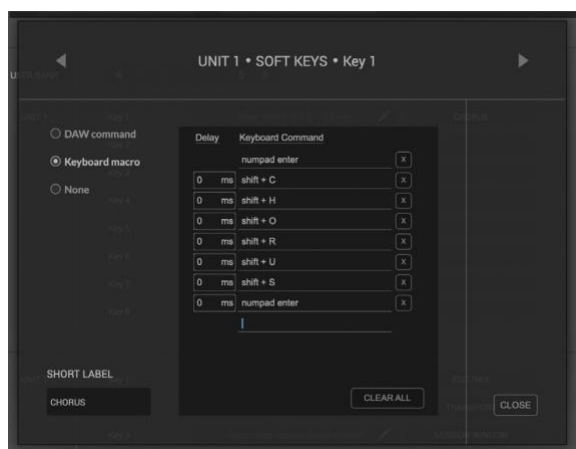 UNIT 1 • SOFT KEYS • Key 1
DAW command
Keyboard macro
None
Delay Keyboard Command
numpad enter X
0 ms shift + C X
0 ms shift + H X
0 ms shift + O X
0 ms shift + R X
0 ms shift + U X
0 ms shift + S X
0 ms numpad enter X
SHORT LABEL
CHORUS
CLEAR ALL
CLOSE